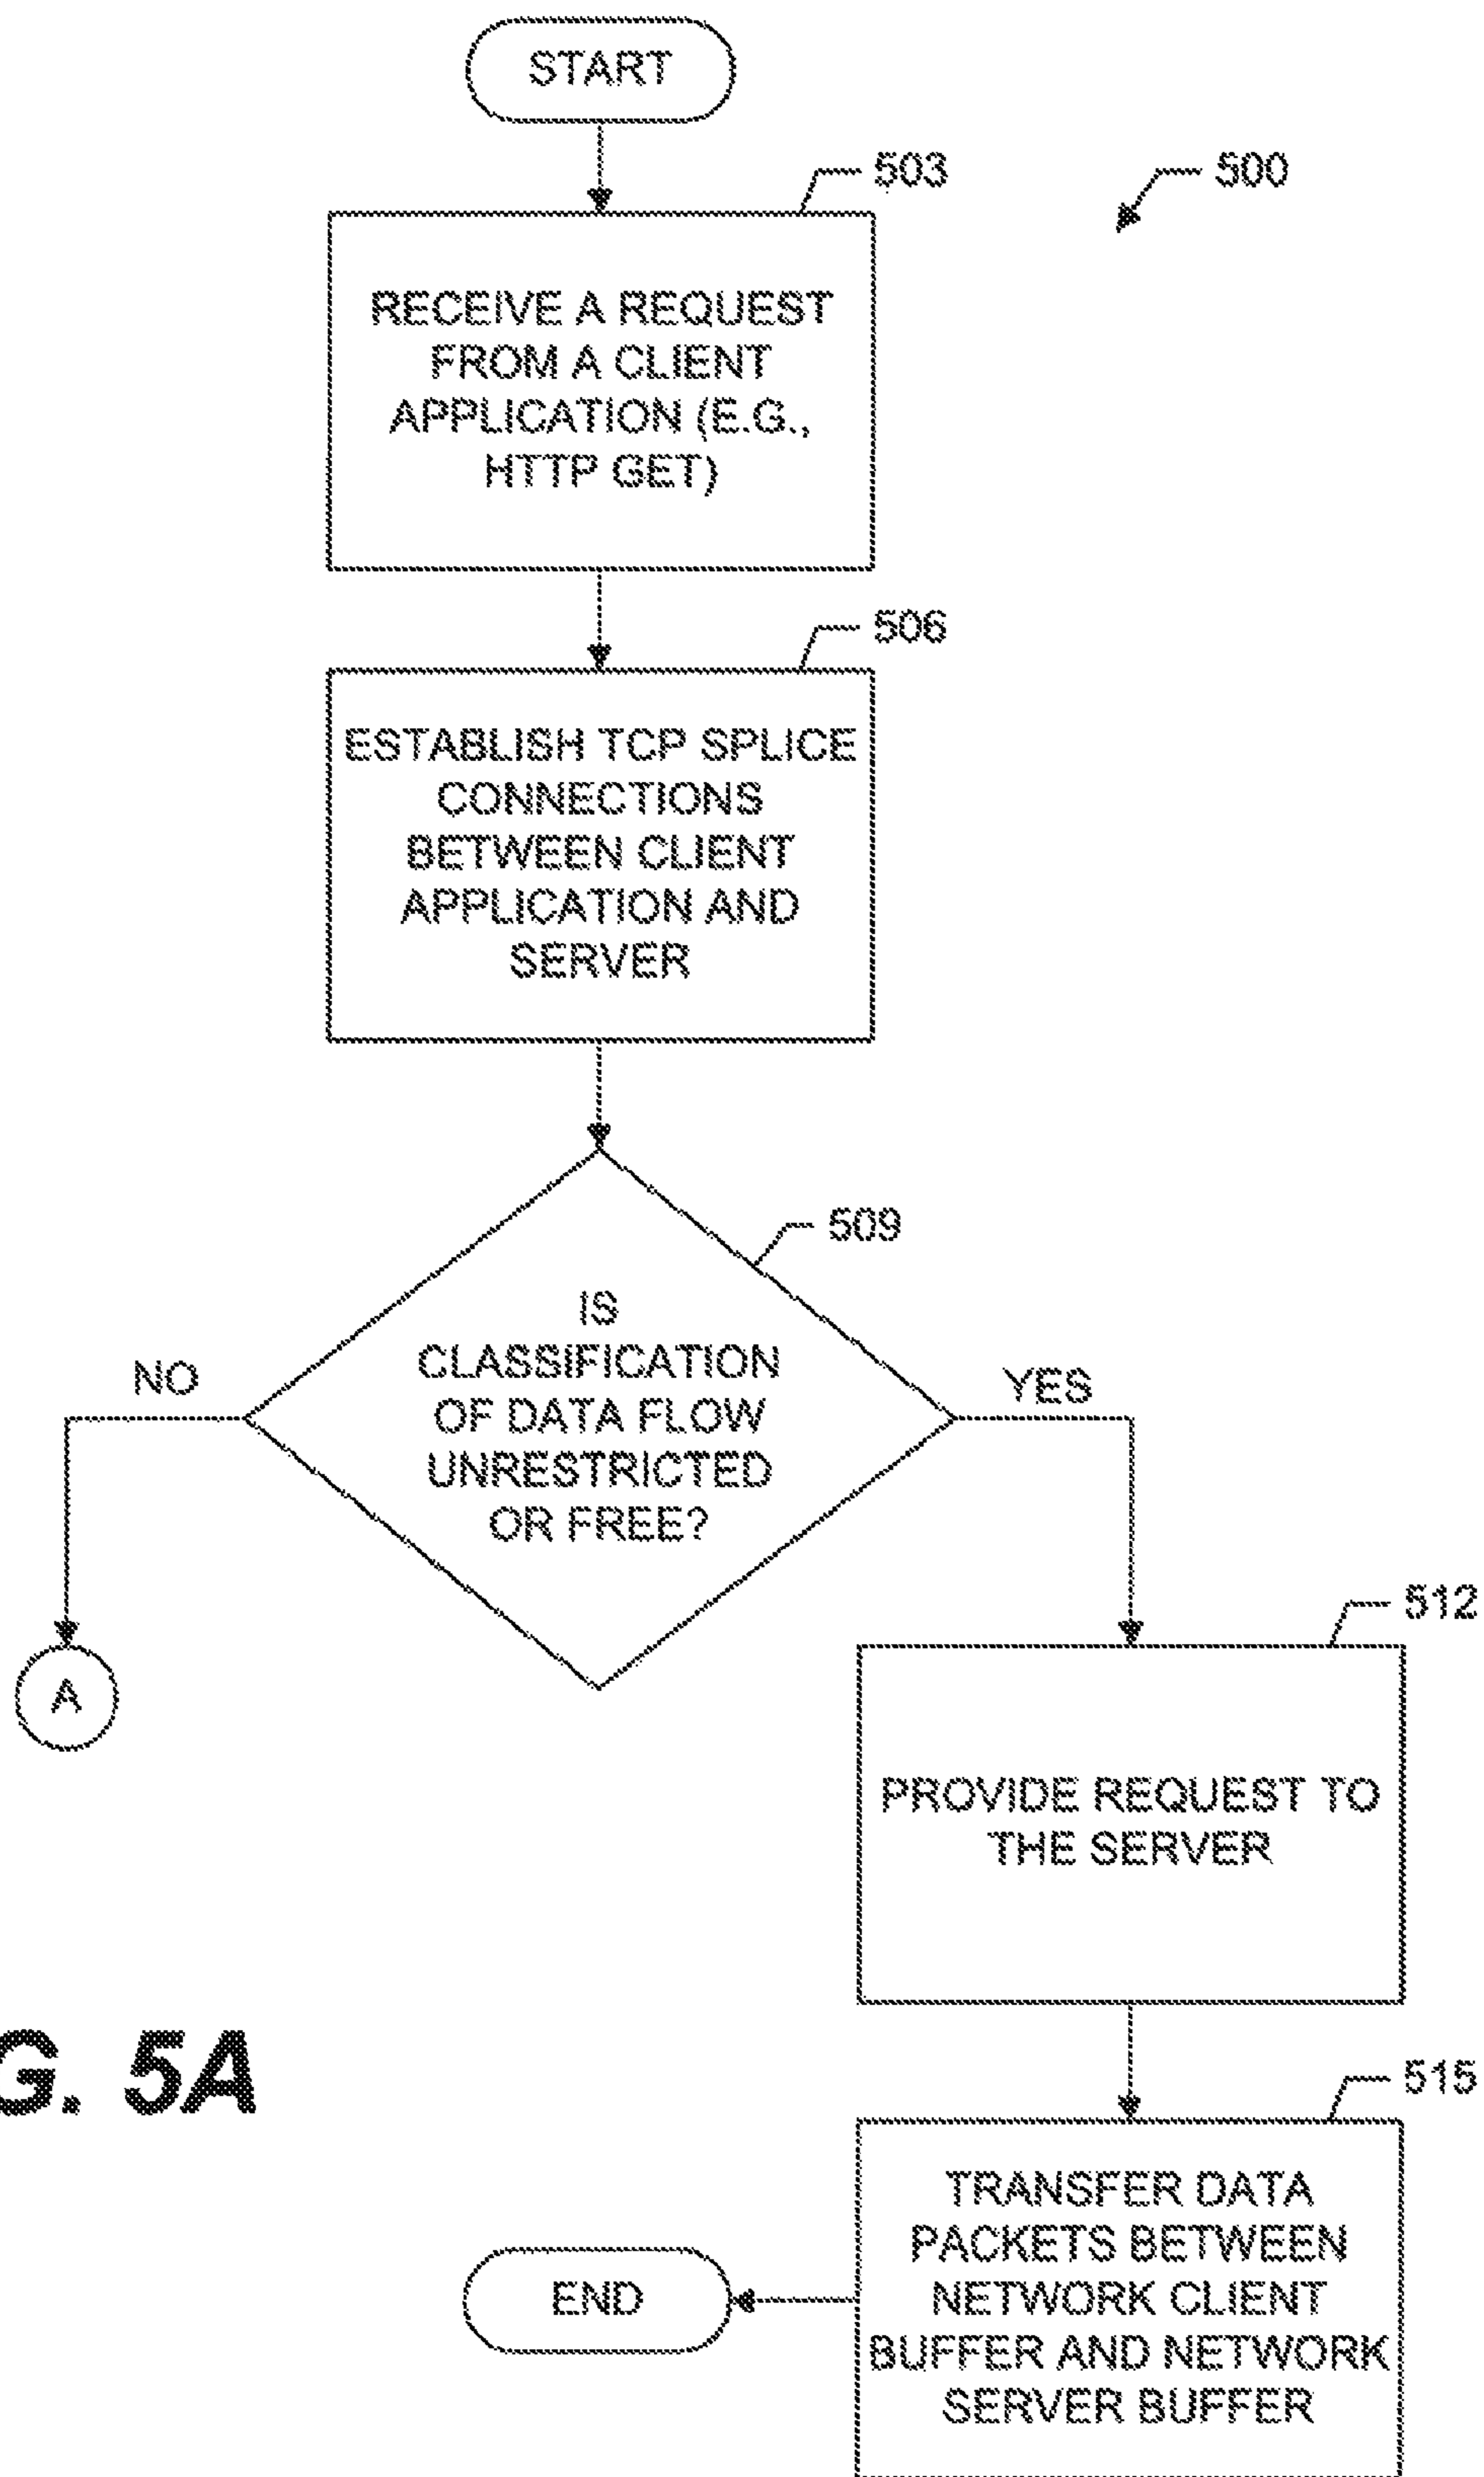 START
503
500
RECEIVE A REQUEST
FROM A CLIENT
APPLICATION (E.G.,
HTTP GET)
506
ESTABLISH TCP SPLICE
CONNECTIONS
BETWEEN CLIENT
APPLICATION AND
SERVER
509
IS
CLASSIFICATION
OF DATA FLOW
UNRESTRICTED
OR FREE?
NO
YES
A
512
PROVIDE REQUEST TO
THE SERVER
G. 5A
515
TRANSFER DATA
PACKETS BETWEEN
NETWORK CLIENT
BUFFER AND NETWORK
SERVER BUFFER
END